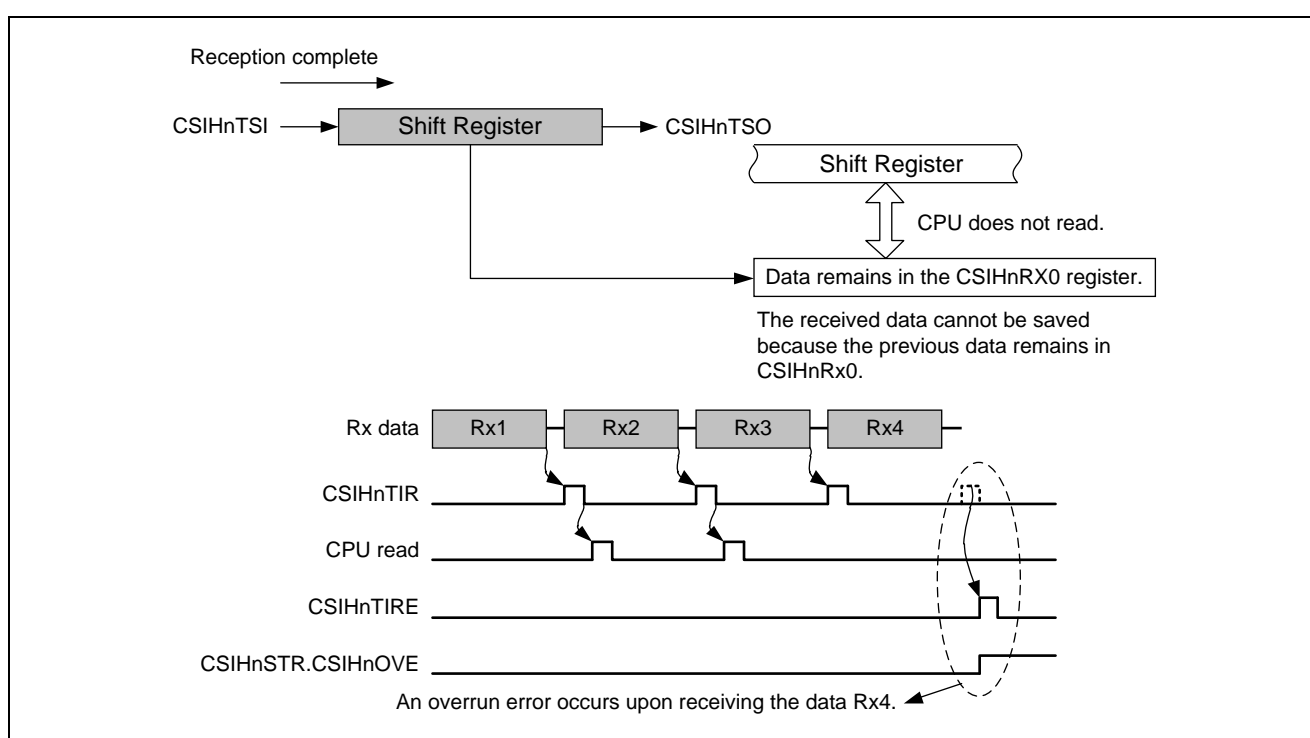 Reception complete
CSIHnTSI
Shift Register
CSIHnTSO
Shift Register
CPU does not read.
Data remains in the CSIHnRX0 register.
The received data cannot be saved
because the previous data remains in
CSIHnRx0.
Rx data
Rx1
Rx2
Rx3
Rx4
CSIHnTIR
CPU read
CSIHnTIRE
CSIHnSTR.CSIHnOVE
An overrun error occurs upon receiving the data Rx4.